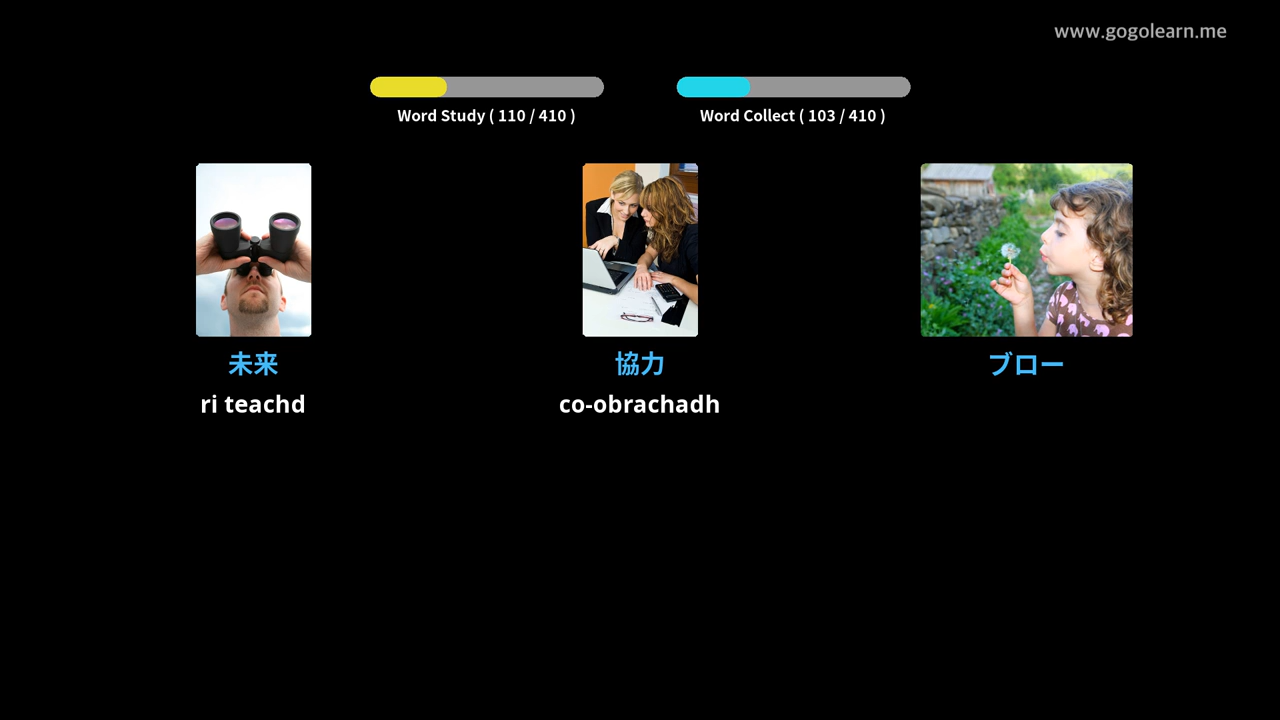 www.gogolearn.me
Word Study ( 110 / 410 )
Word Collect ( 103 / 410 )
未来
協力
ブロー
ri teachd
co-obrachadh